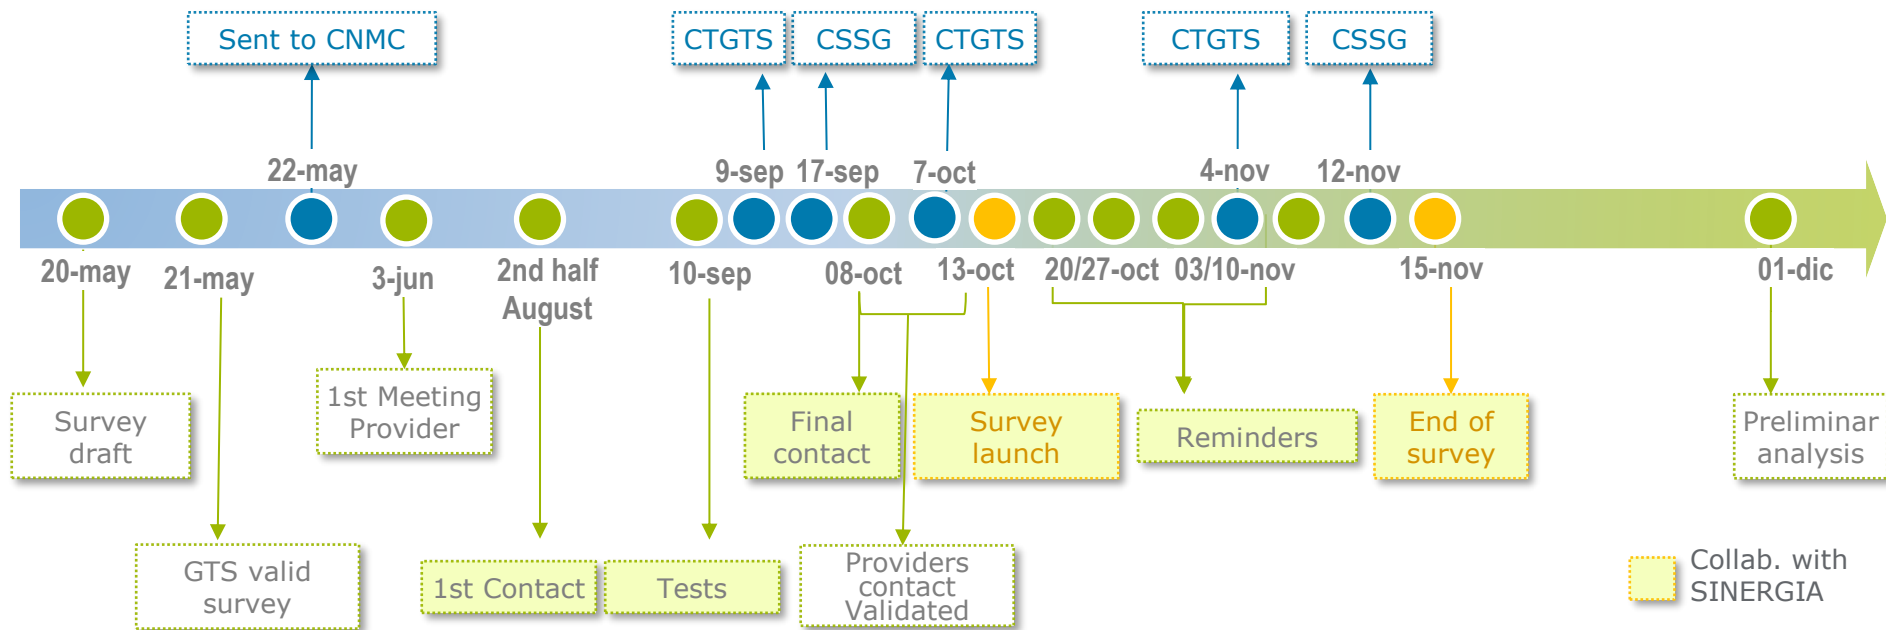 Sent to CNMC
CTGTS
CSSG
CTGTS
CTGTS
CSSG
22-may
9-sep
17-sep
7-oct
4-nov
12-nov
20-may
21-may
3-jun
2nd half
August
10-sep
08-oct
13-oct
20/27-oct
03/10-nov
15-nov
01-dic
Survey
draft
1st Meeting
Provider
Final
contact
Survey
launch
Reminders
End of
survey
Preliminar
analysis
GTS valid
survey
1st Contact
Tests
Providers
contact
Validated
Collab. with
SINERGIA